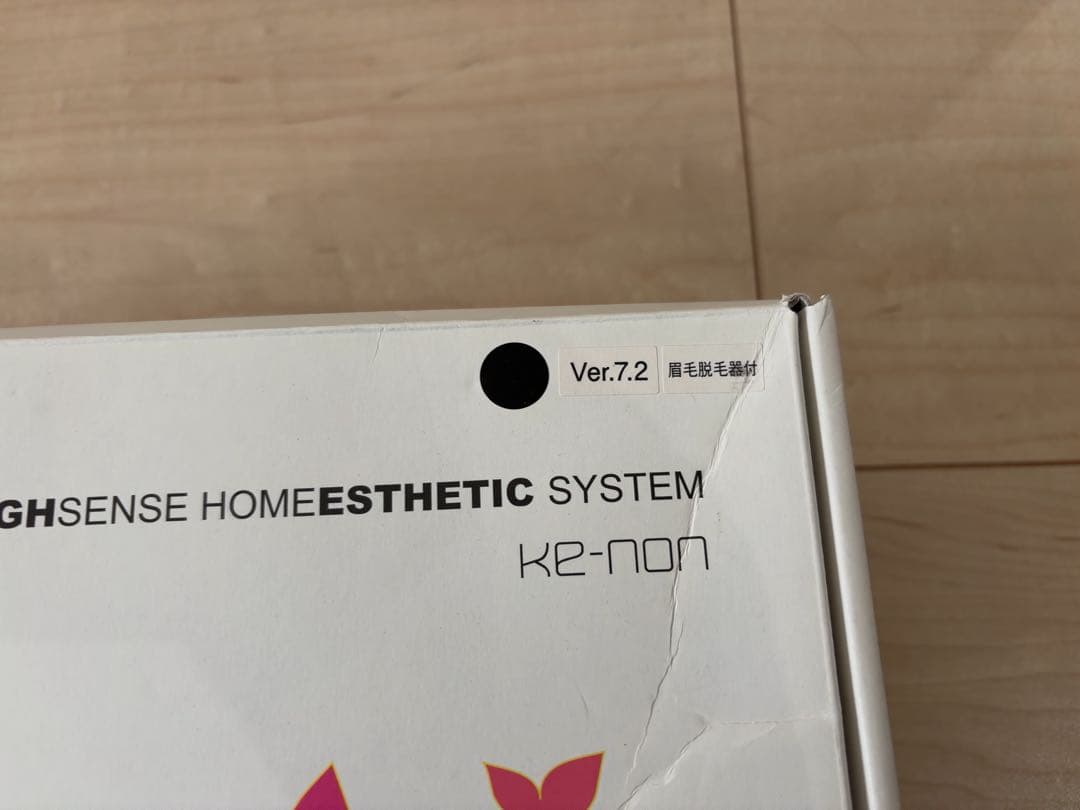 Ver.7.2 眉毛脱毛器付
GHSENSE HOMEESTHETIC SYSTEM
ke-non